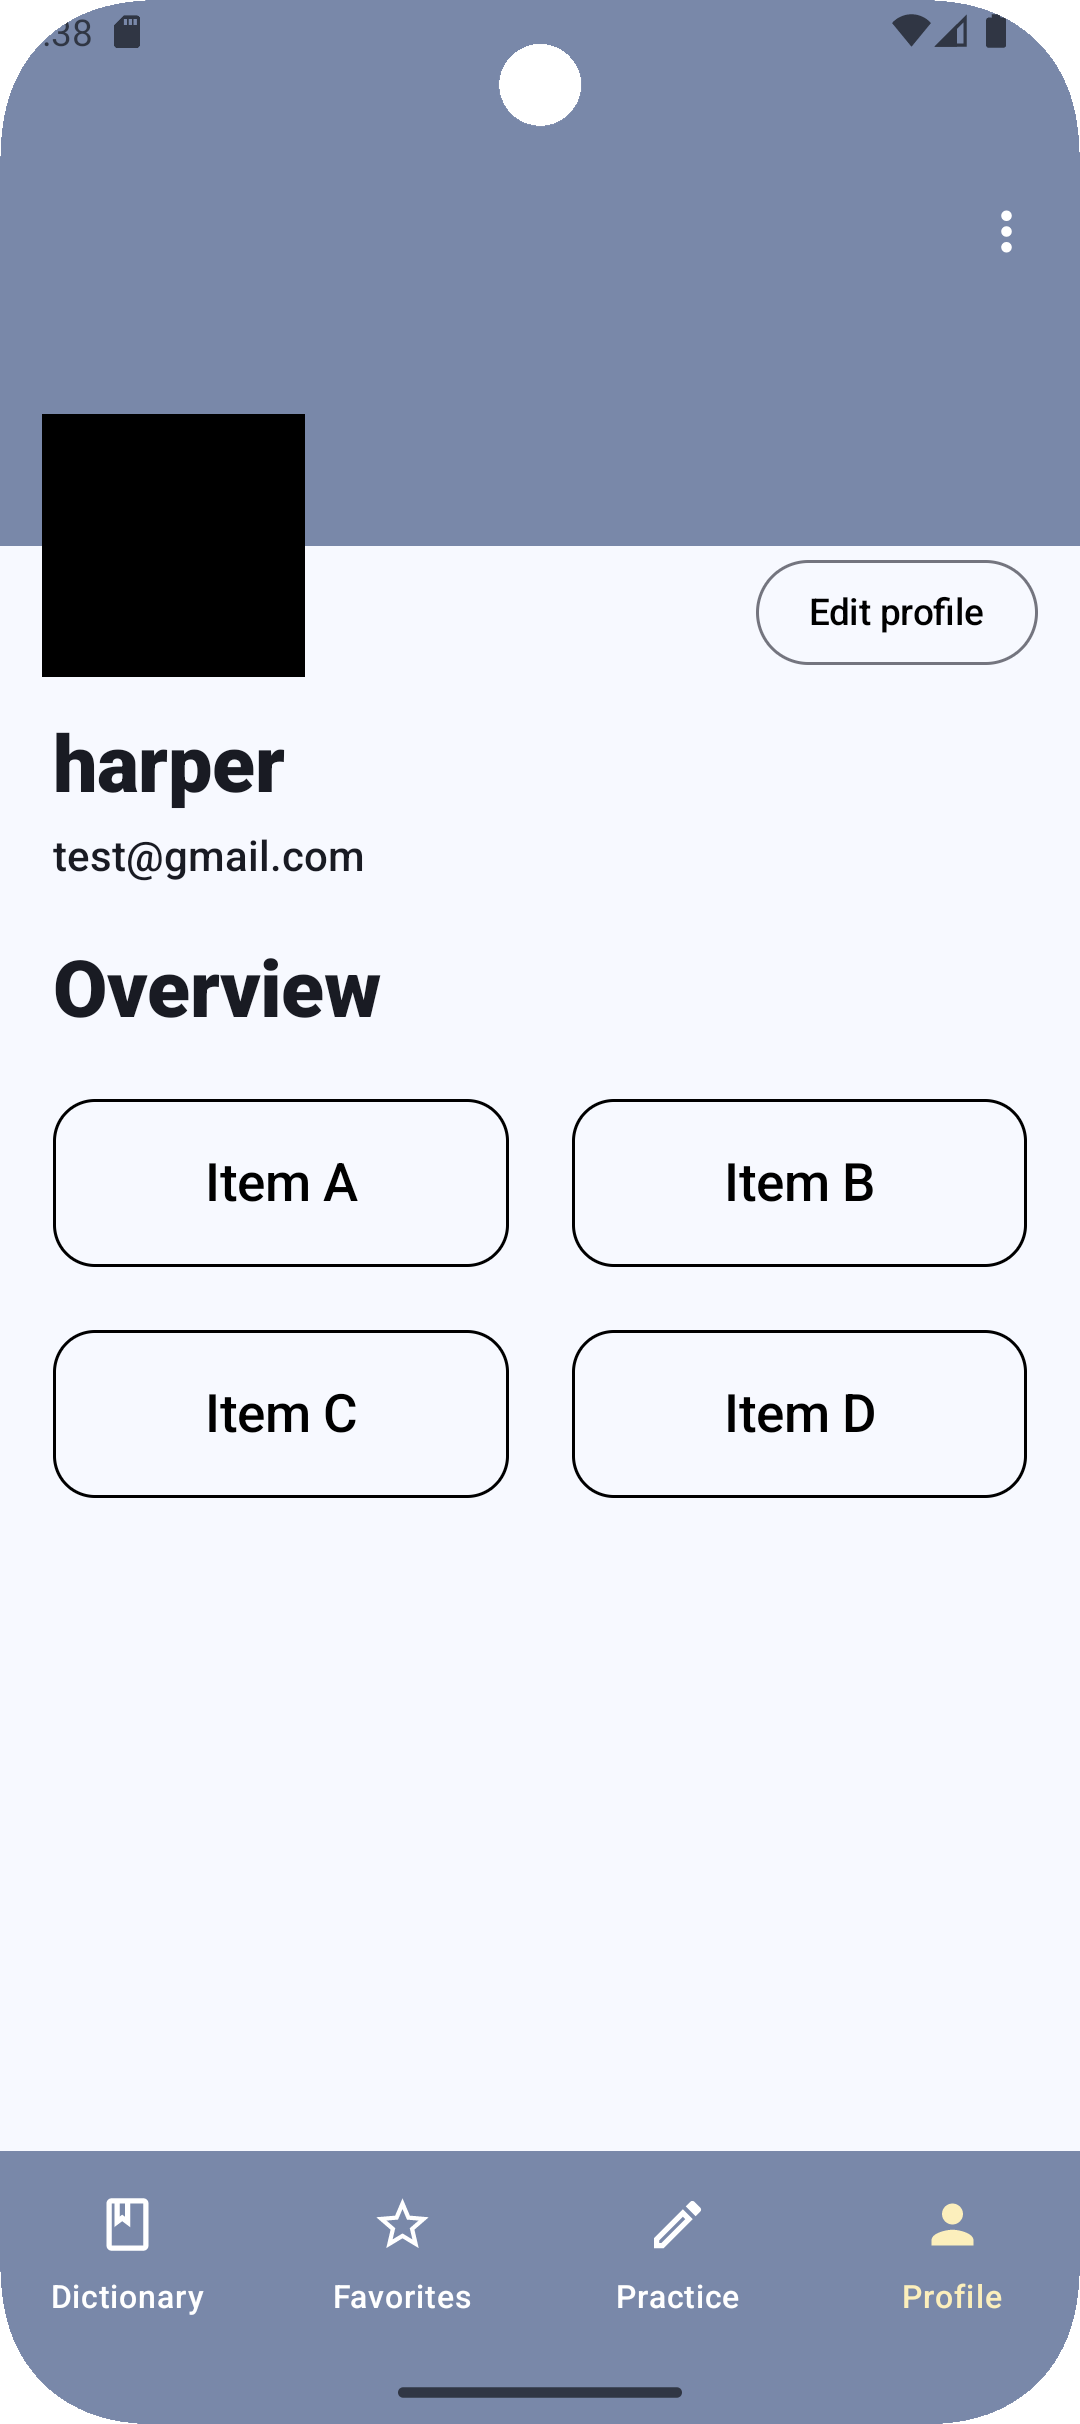 :38
Edit profile
harper
test@gmail.com
Overview
Item A
Item B
Item C
Item D
Dictionary
Favorites
Practice
Profile